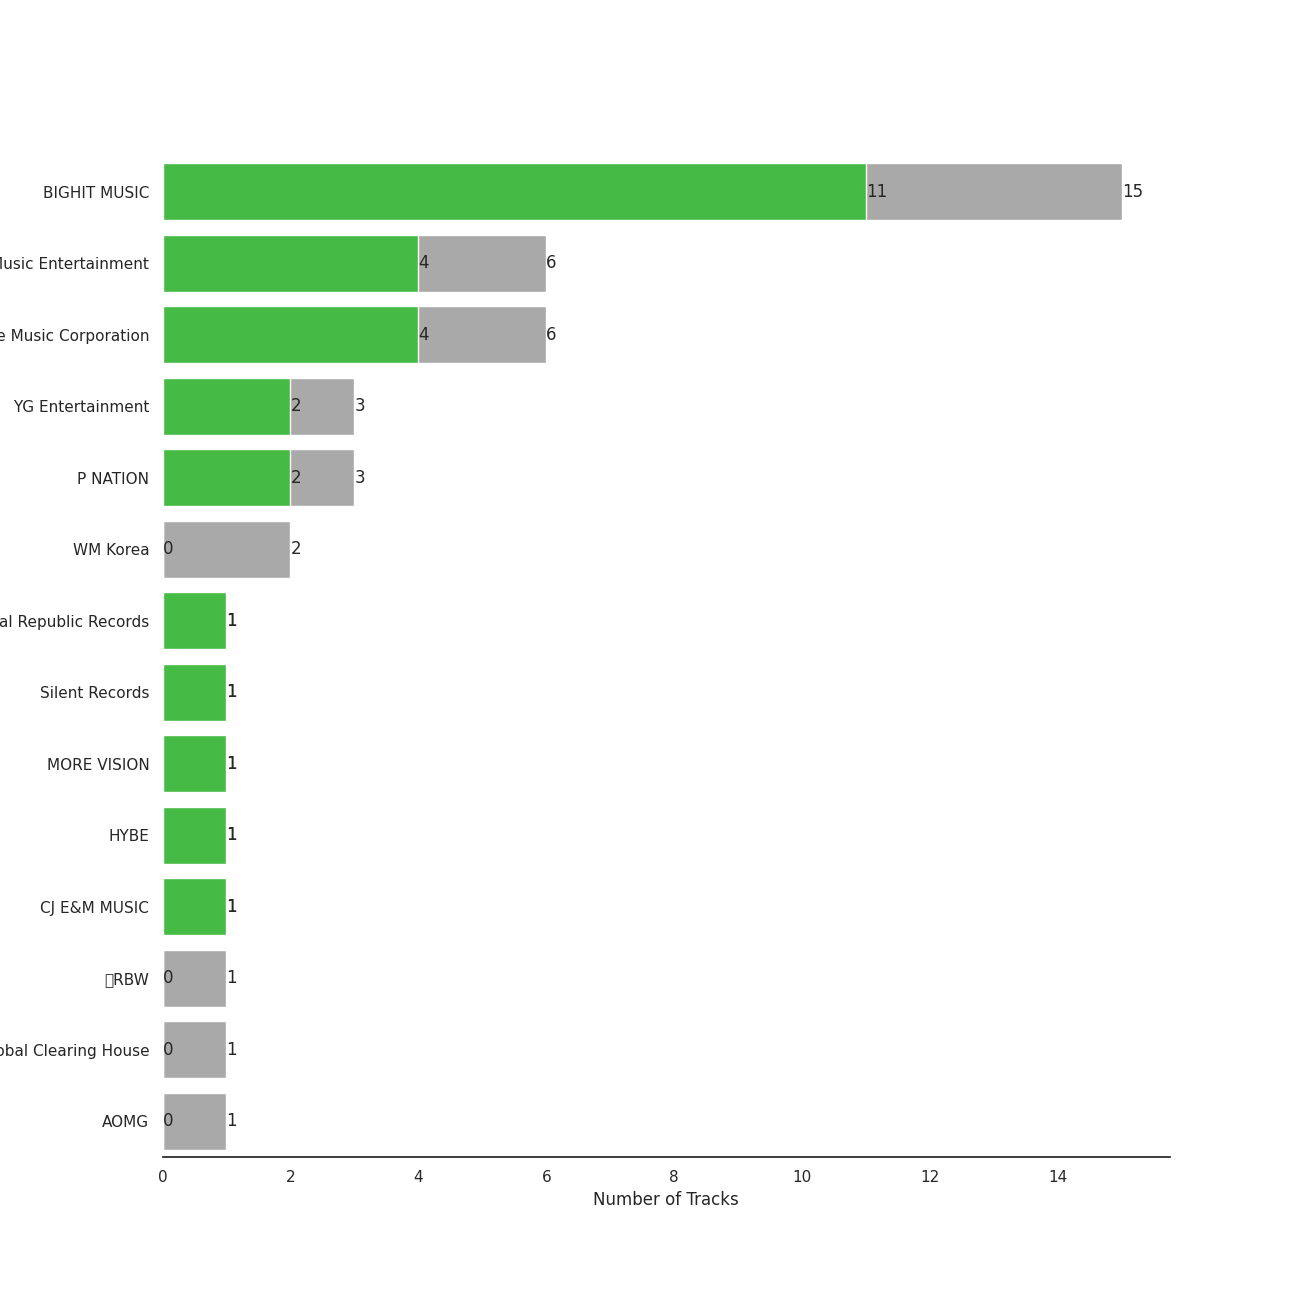 BIGHIT MUSIC 11 15
Music Entertainment 4 6
Music Corporation 4 6
YG Entertainment 2 3
P NATION 2 3
WM Korea 0 2
Republic Records 1
Silent Records 1
MORE VISION 1
HYBE 1
CJ E&M MUSIC 1
RBW 0 1
Clearing House 0 1
AOMG 0 1
0 2 4 6 8 10 12 14
Number of Tracks